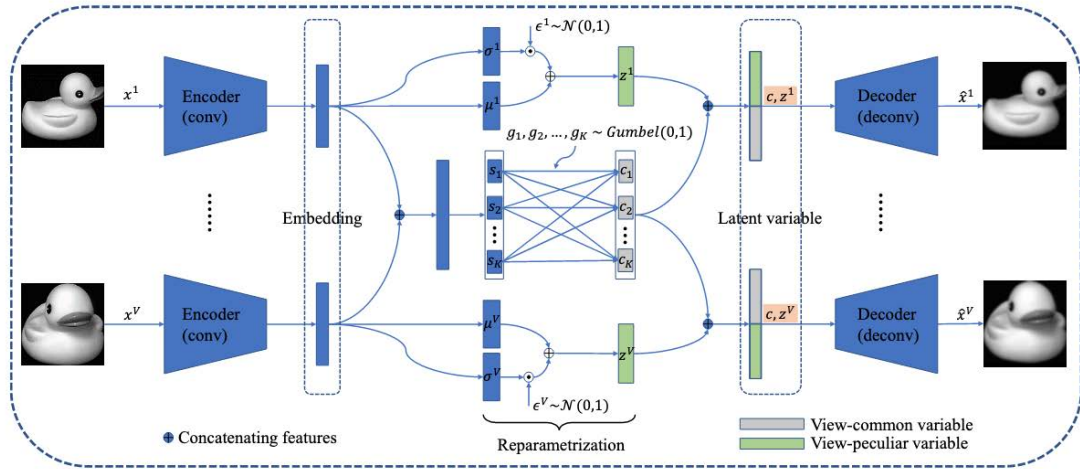 ϵ¹~𝒩(0,1)
σ¹
z¹
x¹
Encoder
(conv)
μ¹
c, z¹
Decoder
(deconv)
x̂¹
g₁, g₂, …, g_K ~ Gumbel(0,1)
s₁
c₁
s₂
c₂
Embedding
Latent variable
s_K
c_K
x^V
Encoder
(conv)
μ^V
z^V
c, z^V
Decoder
(deconv)
x̂^V
σ^V
ϵ^V~𝒩(0,1)
Concatenating features
Reparametrization
View-common variable
View-peculiar variable